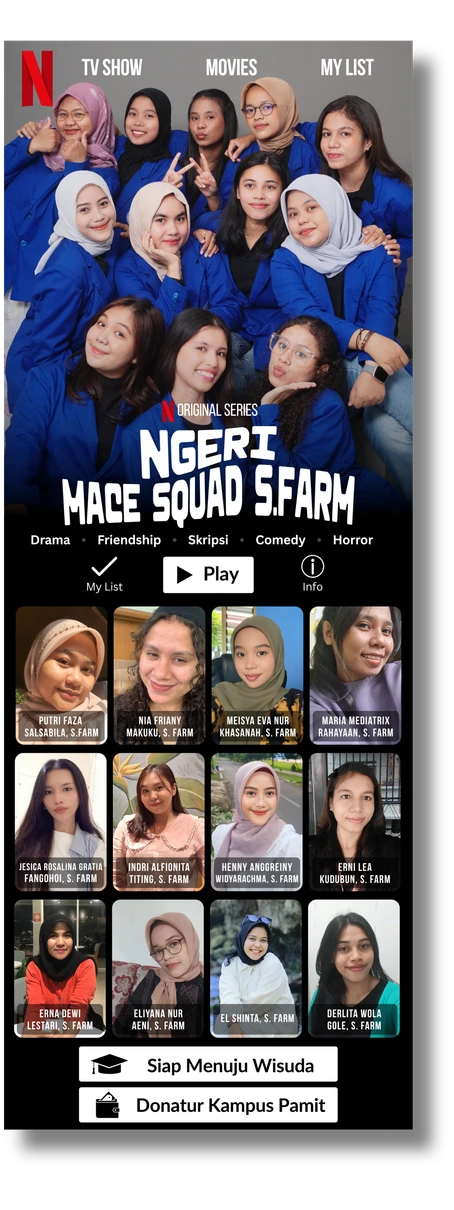 N
TV SHOW MOVIES MY LIST
N ORIGINAL SERIES
NGERI
MACE SQUAD S.FARM
Drama • Friendship • Skripsi • Comedy • Horror
My List Play Info
PUTRI FAZA
SALSABILA, S.FARM
NIA FRIANY
MAKUKU, S. FARM
MEISYA EVA NUR
KHASANAH, S. FARM
MARIA MEDIATRIX
RAHAYAAN, S. FARM
JESICA ROSALINA GRATIA
FANGOHOI, S. FARM
INDRI ALFIONITA
TITING, S. FARM
HENNY ANGGREINY
WIDYARACHMA, S. FARM
ERNI LEA
KUDUBUN, S. FARM
ERNA DEWI
LESTARI, S. FARM
ELIYANA NUR
AENI, S. FARM
EL SHINTA, S. FARM
DERLITA WOLA
GOLE, S. FARM
Siap Menuju Wisuda
Donatur Kampus Pamit